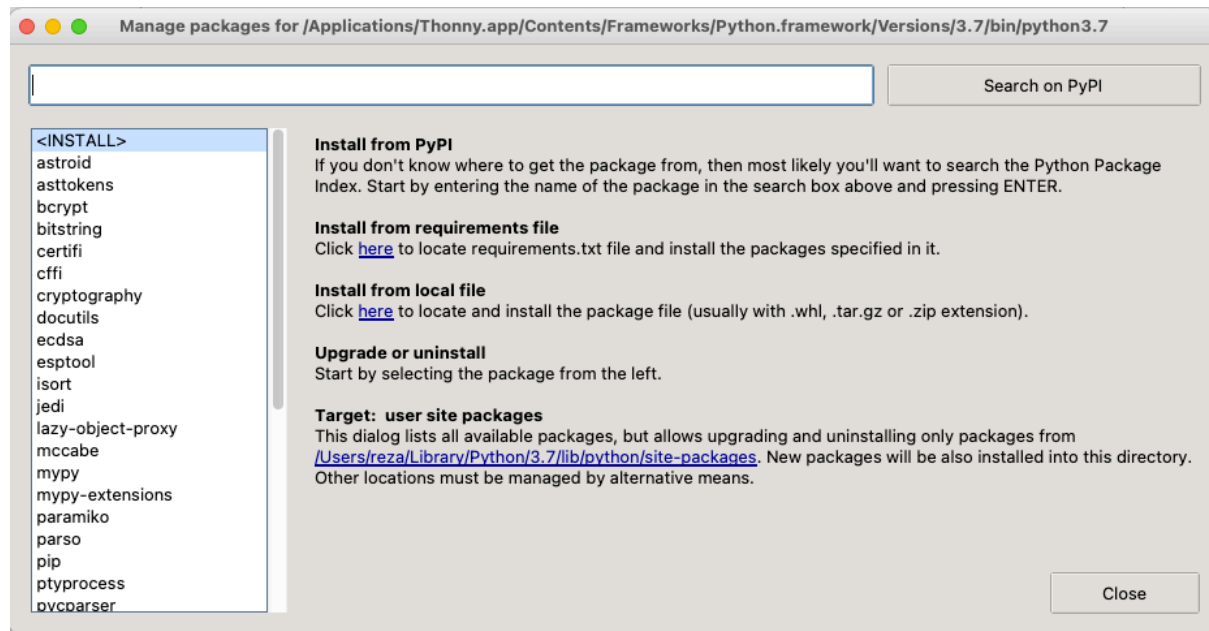 Manage packages for /Applications/Thonny.app/Contents/Frameworks/Python.framework/Versions/3.7/bin/python3.7
Search on PyPI
<INSTALL>
astroid
asttokens
bcrypt
bitstring
certifi
cffi
cryptography
docutils
ecdsa
esptool
isort
jedi
lazy-object-proxy
mccabe
mypy
mypy-extensions
paramiko
parso
pip
ptyprocess
pycparser
Install from PyPI
If you don't know where to get the package from, then most likely you'll want to search the Python Package
Index. Start by entering the name of the package in the search box above and pressing ENTER.
Install from requirements file
Click here to locate requirements.txt file and install the packages specified in it.
Install from local file
Click here to locate and install the package file (usually with .whl, .tar.gz or .zip extension).
Upgrade or uninstall
Start by selecting the package from the left.
Target:  user site packages
This dialog lists all available packages, but allows upgrading and uninstalling only packages from
/Users/reza/Library/Python/3.7/lib/python/site-packages. New packages will be also installed into this directory.
Other locations must be managed by alternative means.
Close